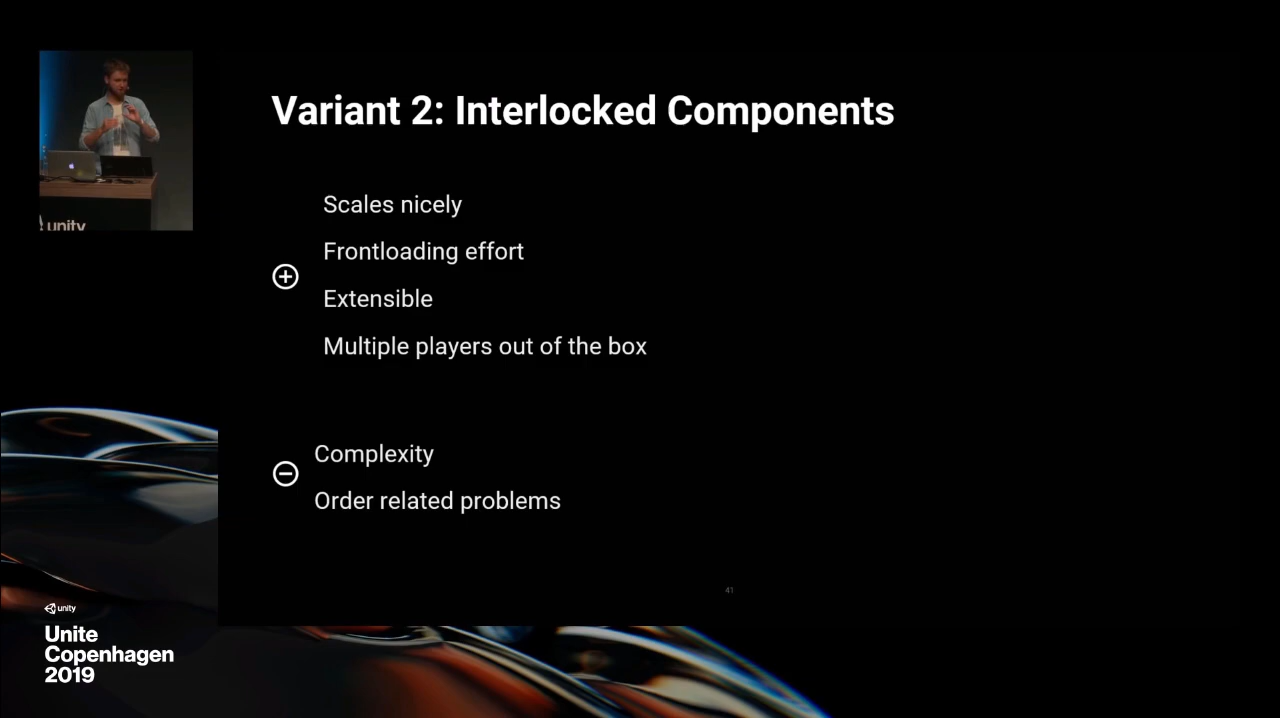 Variant 2: Interlocked Components
Scales nicely
Frontloading effort
Extensible
Multiple players out of the box
Complexity
Order related problems
41
unity
unity
Unite
Copenhagen
2019